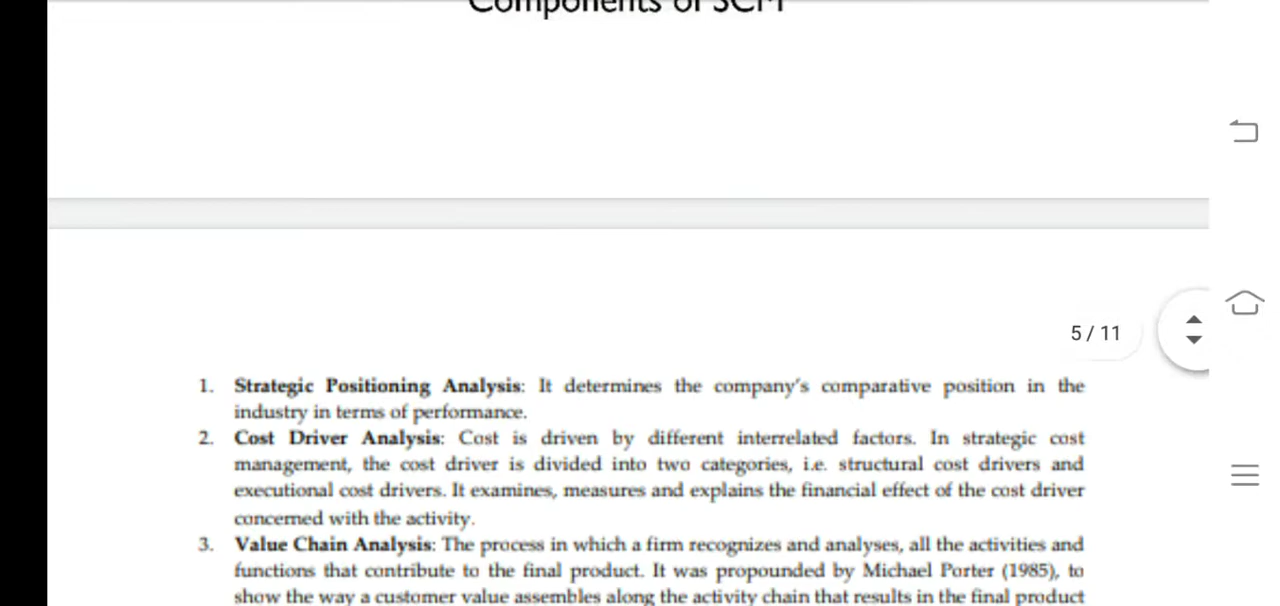 Components of SCM
5 / 11
1. Strategic Positioning Analysis: It determines the company's comparative position in the
industry in terms of performance.
2. Cost Driver Analysis: Cost is driven by different interrelated factors. In strategic cost
management, the cost driver is divided into two categories, i.e. structural cost drivers and
executional cost drivers. It examines, measures and explains the financial effect of the cost driver
concerned with the activity.
3. Value Chain Analysis: The process in which a firm recognizes and analyses, all the activities and
functions that contribute to the final product. It was propounded by Michael Porter (1985), to
show the way a customer value assembles along the activity chain that results in the final product